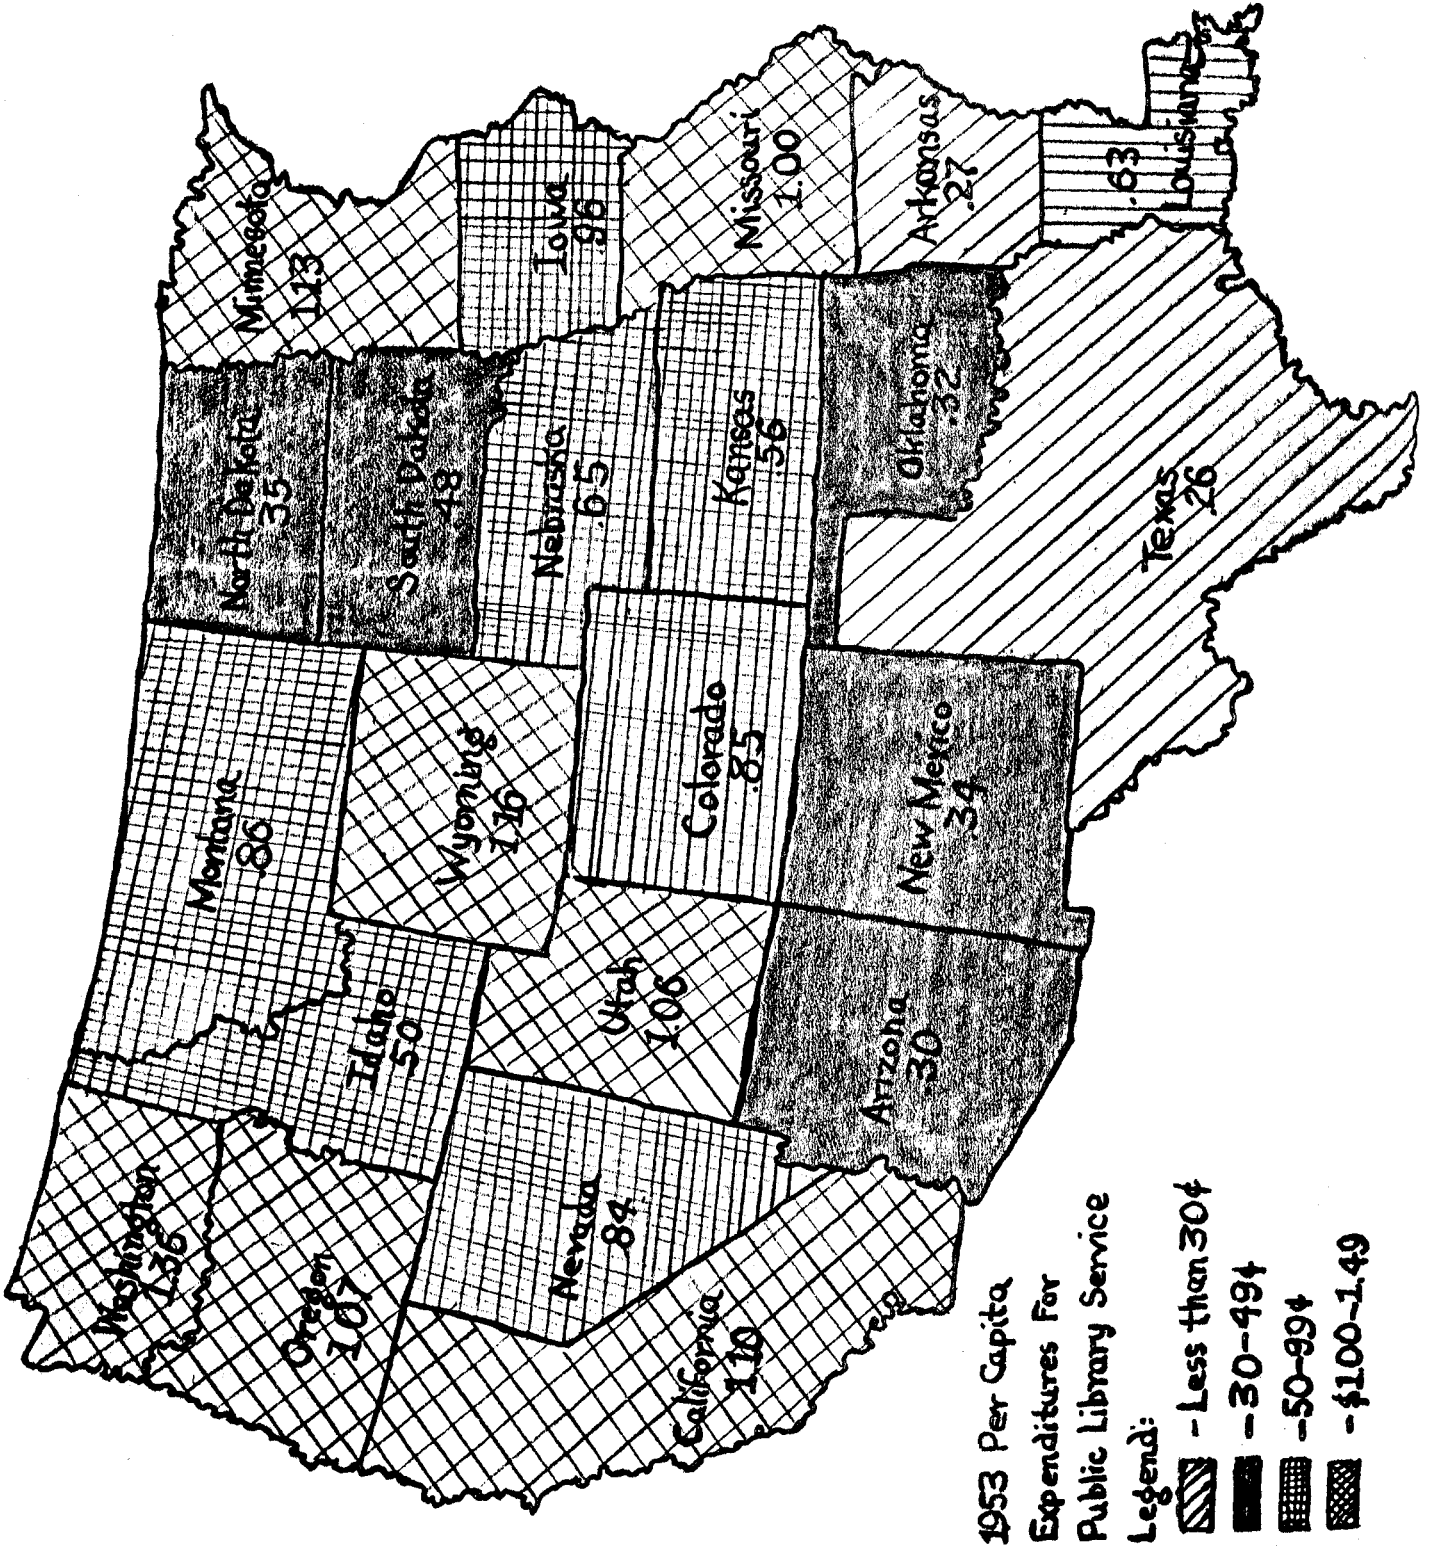 Washington
1.36
Oregon
1.07
California
1.10
Nevada
.84
Idaho
.50
Montana
.86
Wyoming
1.16
Utah
1.06
Colorado
.85
Arizona
.30
New Mexico
.34
North Dakota
.35
South Dakota
.48
Nebraska
.65
Kansas
.56
Oklahoma
.32
Texas
.26
Minnesota
1.13
Iowa
.96
Missouri
1.00
Arkansas
.27
.63
Louisiana
1953 Per Capita
Expenditures For
Public Library Service
Legend:
- Less than 30¢
- 30-49¢
- 50-99¢
- $1.00-1.49